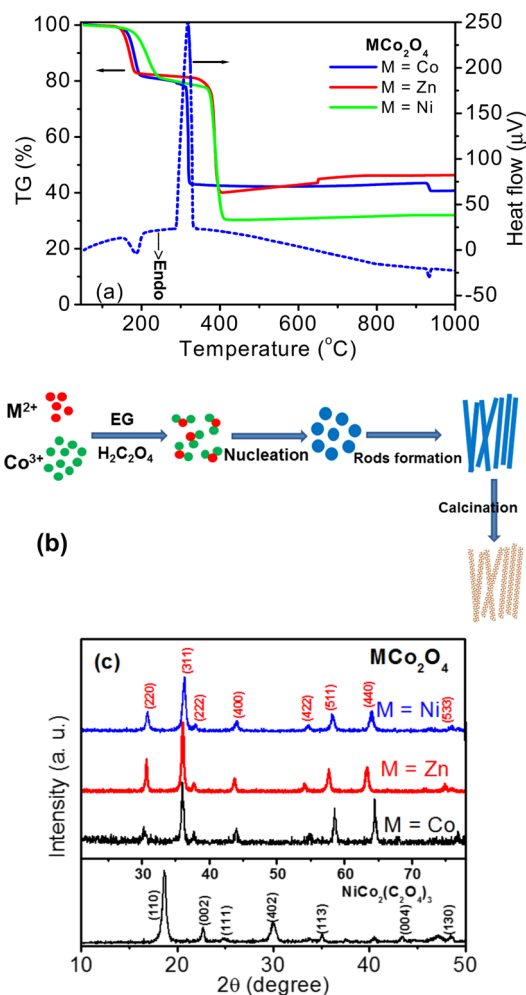 MCo₂O₄
M = Co
M = Zn
M = Ni
TG (%)
100
80
60
40
20
0
Heat flow (µV)
250
200
150
100
75
50
25
0
-25
-50
-->Endo
(a)
200
400
600
800
1000
Temperature (°C)
M²⁺
Co³⁺
EG
H₂C₂O₄
Nucleation
Rods formation
Calcination
(b)
(c)
MCo₂O₄
(220)
(311)
(222)
(400)
(422)
(511)
(440)
(533)
M = Ni
M = Zn
M = Co
Intensity (a. u.)
30
40
50
60
70
NiCo₂(C₂O₄)₃
(110)
(002)
(111)
(402)
(113)
(004)
(130)
10
20
30
40
50
2θ (degree)